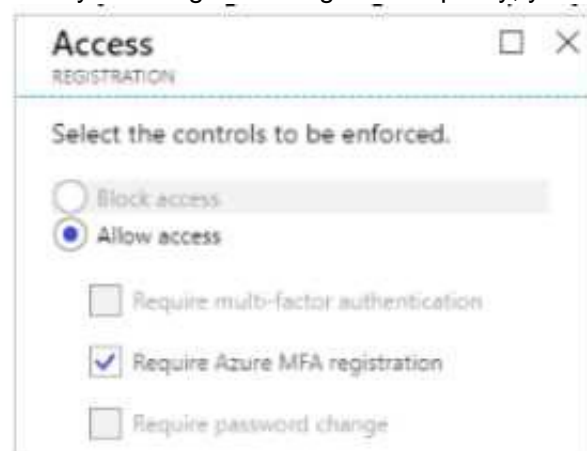 Access
REGISTRATION
Select the controls to be enforced.
Block access
Allow access
Require multi-factor authentication
Require Azure MFA registration
Require password change